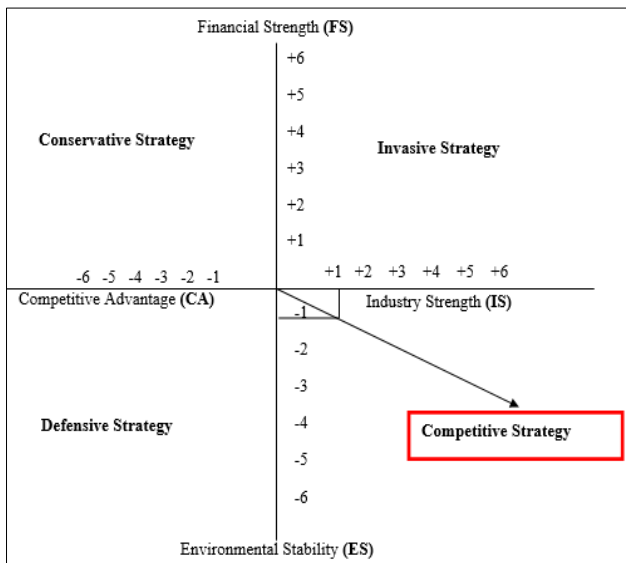 Financial Strength (FS)
+6
+5
+4
Conservative Strategy
Invasive Strategy
+3
+2
+1
-6 -5 -4 -3 -2 -1
+1 +2 +3 +4 +5 +6
Competitive Advantage (CA)
Industry Strength (IS)
-1
-2
-3
Defensive Strategy
-4
Competitive Strategy
-5
-6
Environmental Stability (ES)